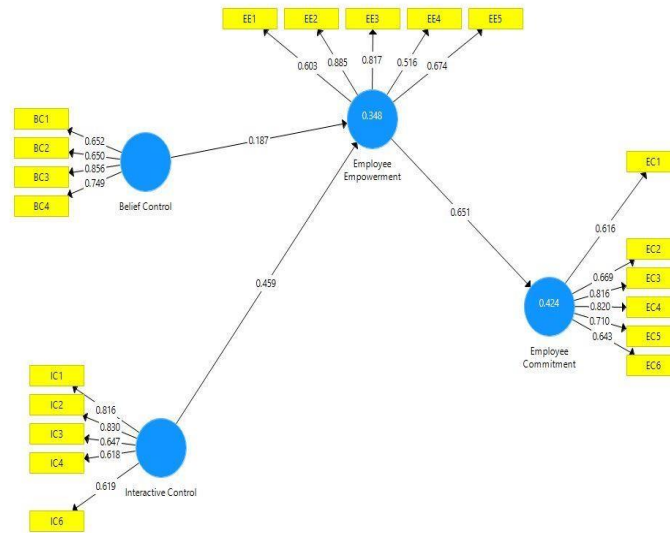 EE1
EE2
EE3
EE4
EE5
0.603
0.885
0.817
0.516
0.674
0.348
Employee
Empowerment
BC1
BC2
BC3
BC4
0.652
0.650
0.856
0.749
Belief Control
0.187
0.459
0.651
EC1
0.616
EC2
EC3
EC4
EC5
EC6
0.669
0.816
0.820
0.710
0.643
0.424
Employee
Commitment
IC1
IC2
IC3
IC4
IC6
0.816
0.830
0.647
0.618
0.619
Interactive Control